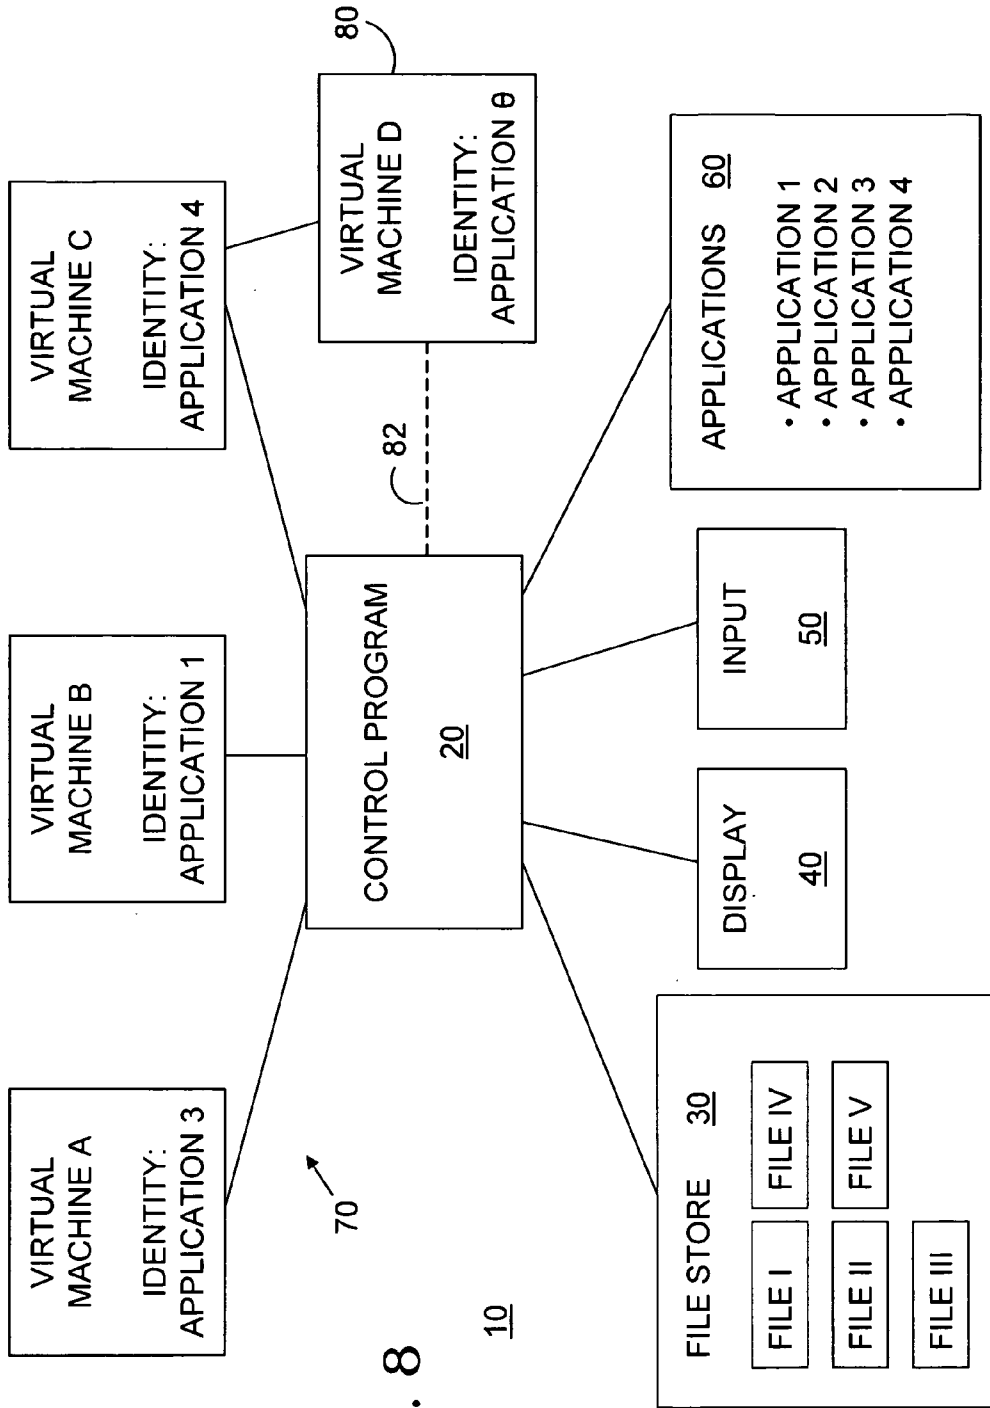 VIRTUAL
MACHINE A
IDENTITY:
APPLICATION 3
VIRTUAL
MACHINE B
IDENTITY:
APPLICATION 1
VIRTUAL
MACHINE C
IDENTITY:
APPLICATION 4
70
CONTROL PROGRAM
20
82
VIRTUAL
MACHINE D
IDENTITY:
APPLICATION θ
80
10
. 8
FILE STORE 30
FILE I
FILE IV
FILE II
FILE V
FILE III
DISPLAY
40
INPUT
50
APPLICATIONS 60
• APPLICATION 1
• APPLICATION 2
• APPLICATION 3
• APPLICATION 4